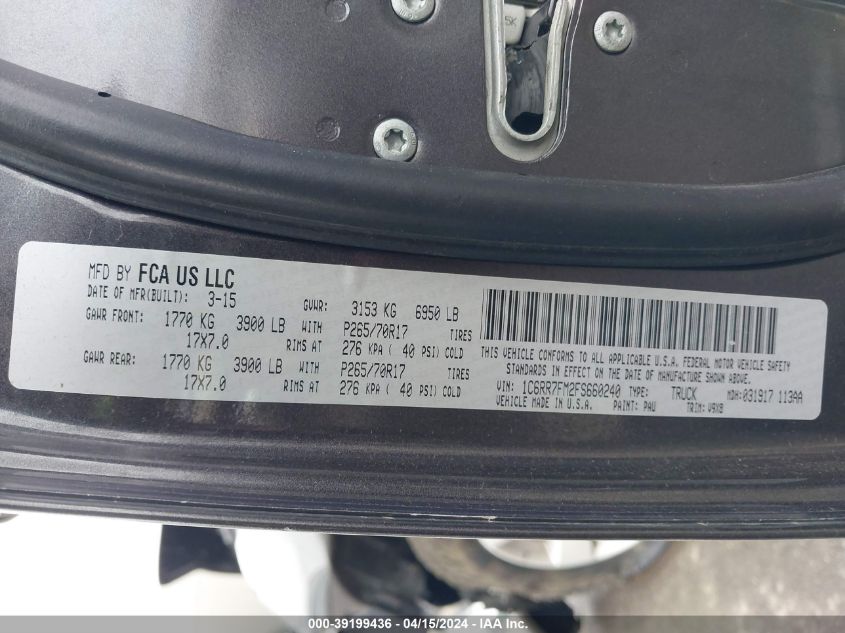 5K
MFD BY FCA US LLC
DATE OF MFR(BUILT): 3-15 GVWR: 3153 KG 6950 LB
GAWR FRONT: 1770 KG 3900 LB WITH P265/70R17 TIRES
17X7.0 RIMS AT 276 KPA ( 40 PSI) COLD
GAWR REAR: 1770 KG 3900 LB WITH P265/70R17 TIRES
17X7.0 RIMS AT 276 KPA ( 40 PSI) COLD
THIS VEHICLE CONFORMS TO ALL APPLICABLE U.S.A. FEDERAL MOTOR VEHICLE SAFETY
STANDARDS IN EFFECT ON THE DATE OF MANUFACTURE SHOWN ABOVE.
VIN: 1C6RR7FM2FS660240 TYPE: TRUCK MDH:031917 113AA
VEHICLE MADE IN U.S.A. PAINT: PAU TRIM: V9X8
000-39199436 - 04/15/2024 - IAA Inc.